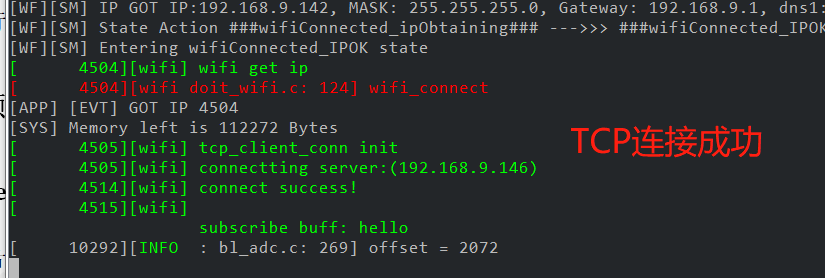 [WF][SM] IP GOT IP:192.168.9.142, MASK: 255.255.255.0, Gateway: 192.168.9.1, dns1:
[WF][SM] State Action ###wifiConnected_ipObtaining### --->>> ###wifiConnected_IPOK
[WF][SM] Entering wifiConnected_IPOK state
[      4504][wifi] wifi get ip
[      4504][wifi doit_wifi.c: 124] wifi_connect
[APP] [EVT] GOT IP 4504
[SYS] Memory left is 112272 Bytes
[      4505][wifi] tcp_client_conn init
[      4505][wifi] connectting server:(192.168.9.146)
[      4514][wifi] connect success!
[      4515][wifi]
subscribe buff: hello
[     10292][INFO  : bl_adc.c: 269] offset = 2072
TCP连接成功